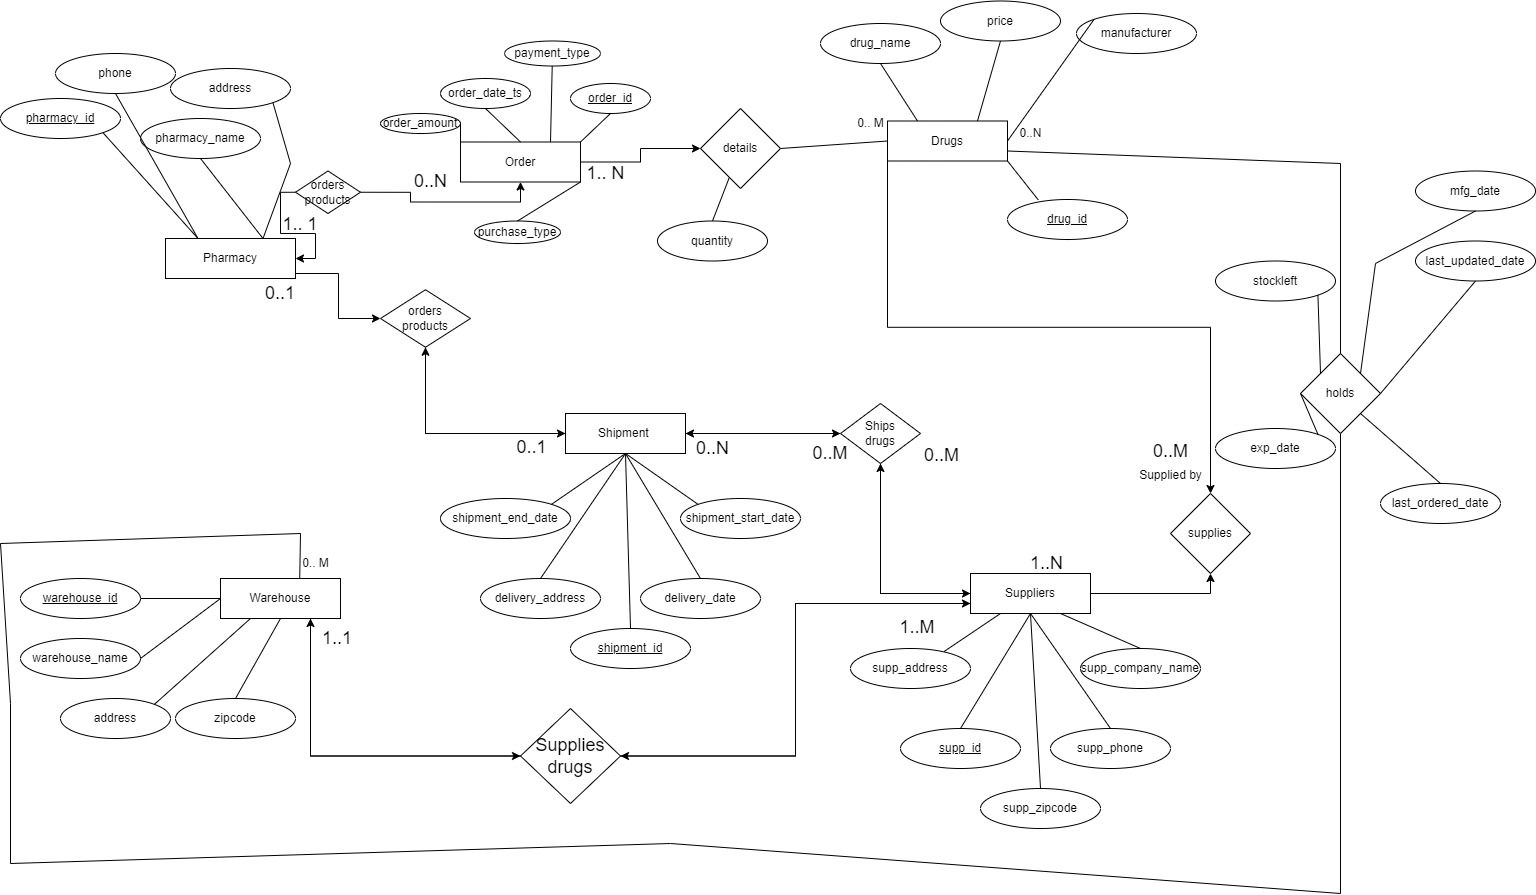 price
manufacturer
drug_name
payment_type
phone
address
order_date_ts
order_id
pharmacy_id
order_amount
0.. M
0..N
pharmacy_name
Drugs
details
Order
1.. N
0..N
orders
products
mfg_date
drug_id
1.. 1
purchase_type
quantity
Pharmacy
last_updated_date
stockleft
0..1
orders
products
holds
Ships
drugs
Shipment
0..1
0..N
0..M
0..M
0..M
exp_date
Supplied by
last_ordered_date
shipment_end_date
shipment_start_date
supplies
0.. M
1..N
Suppliers
warehouse_id
Warehouse
delivery_address
delivery_date
1..M
1..1
shipment_id
warehouse_name
supp_address
supp_company_name
address
zipcode
Supplies
drugs
supp_id
supp_phone
supp_zipcode